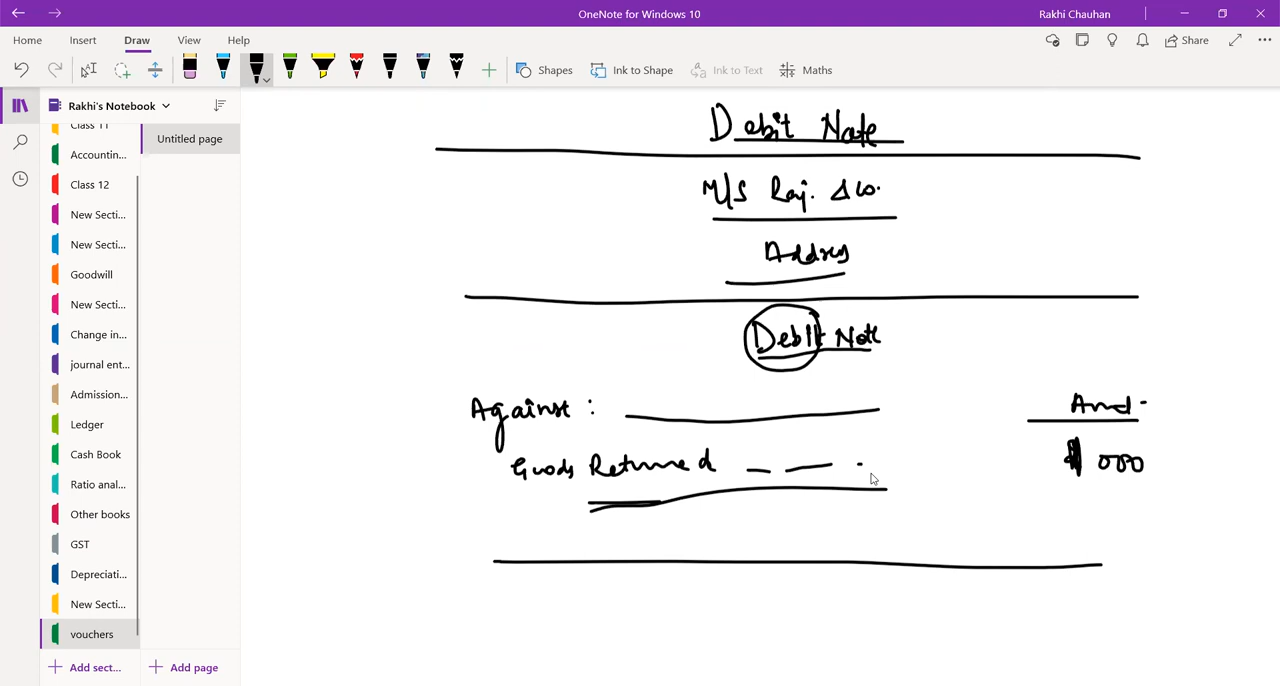 OneNote for Windows 10
Rakhi Chauhan
Home Insert Draw View Help
Share
Shapes Ink to Shape Ink to Text Maths
Rakhi's Notebook
Class 11
Accountin...
Class 12
New Secti...
New Secti...
Goodwill
New Secti...
Change in...
journal ent...
Admission...
Ledger
Cash Book
Ratio anal...
Other books
GST
Depreciati...
New Secti...
vouchers
Add sect...
Untitled page
Add page
Debit Note
M/S Raj. & Co.
Addres
Debit Note
Against :
Goods Returned